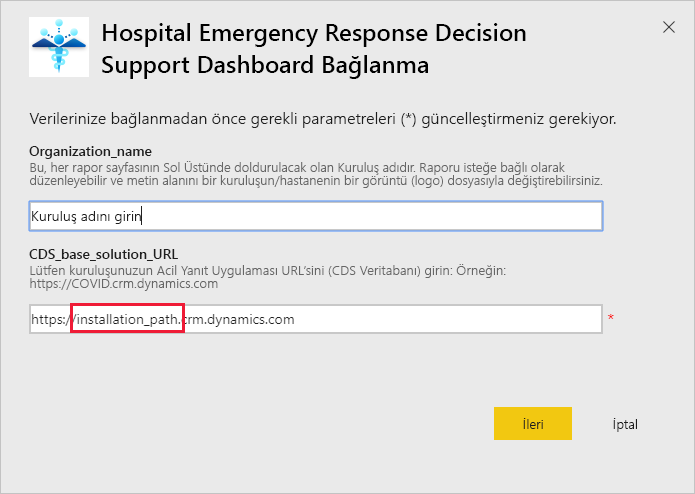 Hospital Emergency Response Decision
Support Dashboard Bağlanma
Verilerinize bağlanmadan önce gerekli parametreleri (*) güncelleştirmeniz gerekiyor.
Organization_name
Bu, her rapor sayfasının Sol Üstünde doldurulacak olan Kuruluş adıdır. Raporu isteğe bağlı olarak
düzenleyebilir ve metin alanını bir kuruluşun/hastanenin bir görüntü (logo) dosyasıyla değiştirebilirsiniz.
Kuruluş adını girin
CDS_base_solution_URL
Lütfen kuruluşunuzun Acil Yanıt Uygulaması URL'sini (CDS Veritabanı) girin: Örneğin:
https://COVID.crm.dynamics.com
https://installation_path.crm.dynamics.com *
İleri İptal